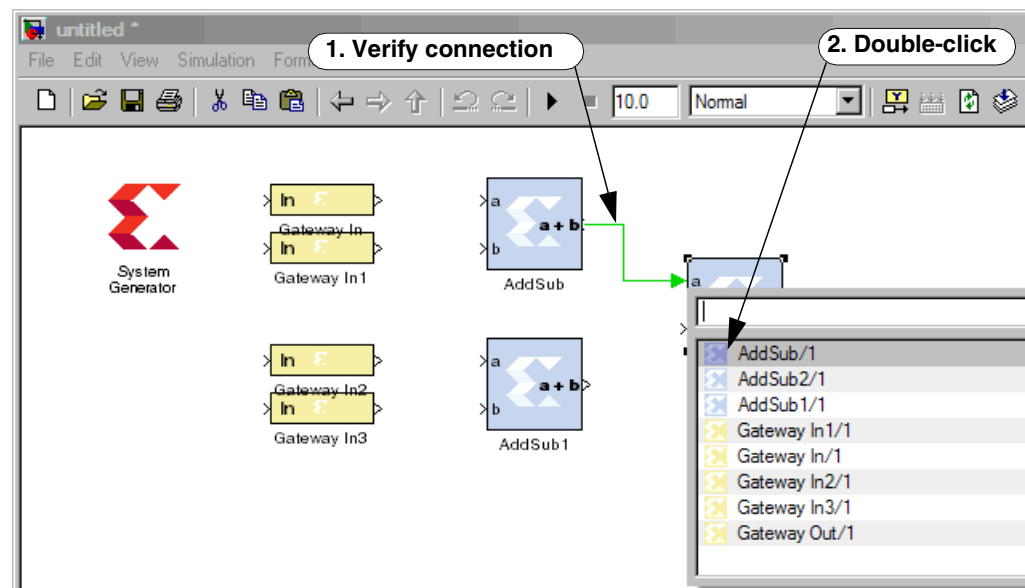 untitled *
1. Verify connection
2. Double-click
File Edit View Simulation Form
10.0
Normal
Y
In
Gateway In
In
Gateway In1
a
b
a + b
AddSub
System
Generator
a
In
Gateway In2
In
Gateway In3
a
b
a + b
AddSub1
AddSub/1
AddSub2/1
AddSub1/1
Gateway In1/1
Gateway In/1
Gateway In2/1
Gateway In3/1
Gateway Out/1